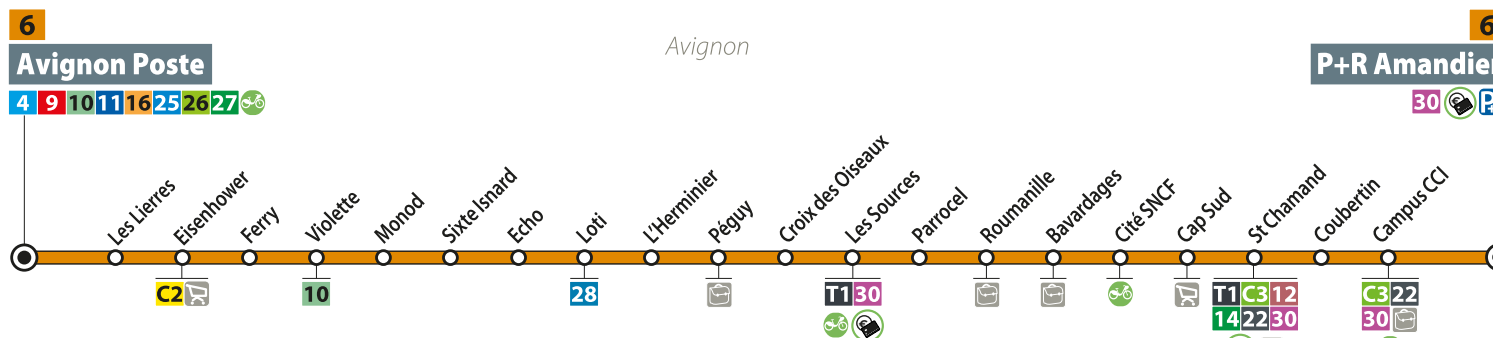 6
6
Avignon
Avignon Poste
P+R Amandier
4 9 10 11 16 25 26 27
30 P
Les Lierres
Eisenhower
Ferry
Violette
Monod
Sixte Isnard
Echo
Loti
L'Herminier
Péguy
Croix des Oiseaux
Les Sources
Parrocel
Roumanille
Bavardages
Cité SNCF
Cap Sud
St Chamand
Coubertin
Campus CCI
C2
10
28
T1 30
T1 C3 12
14 22 30
C3 22
30